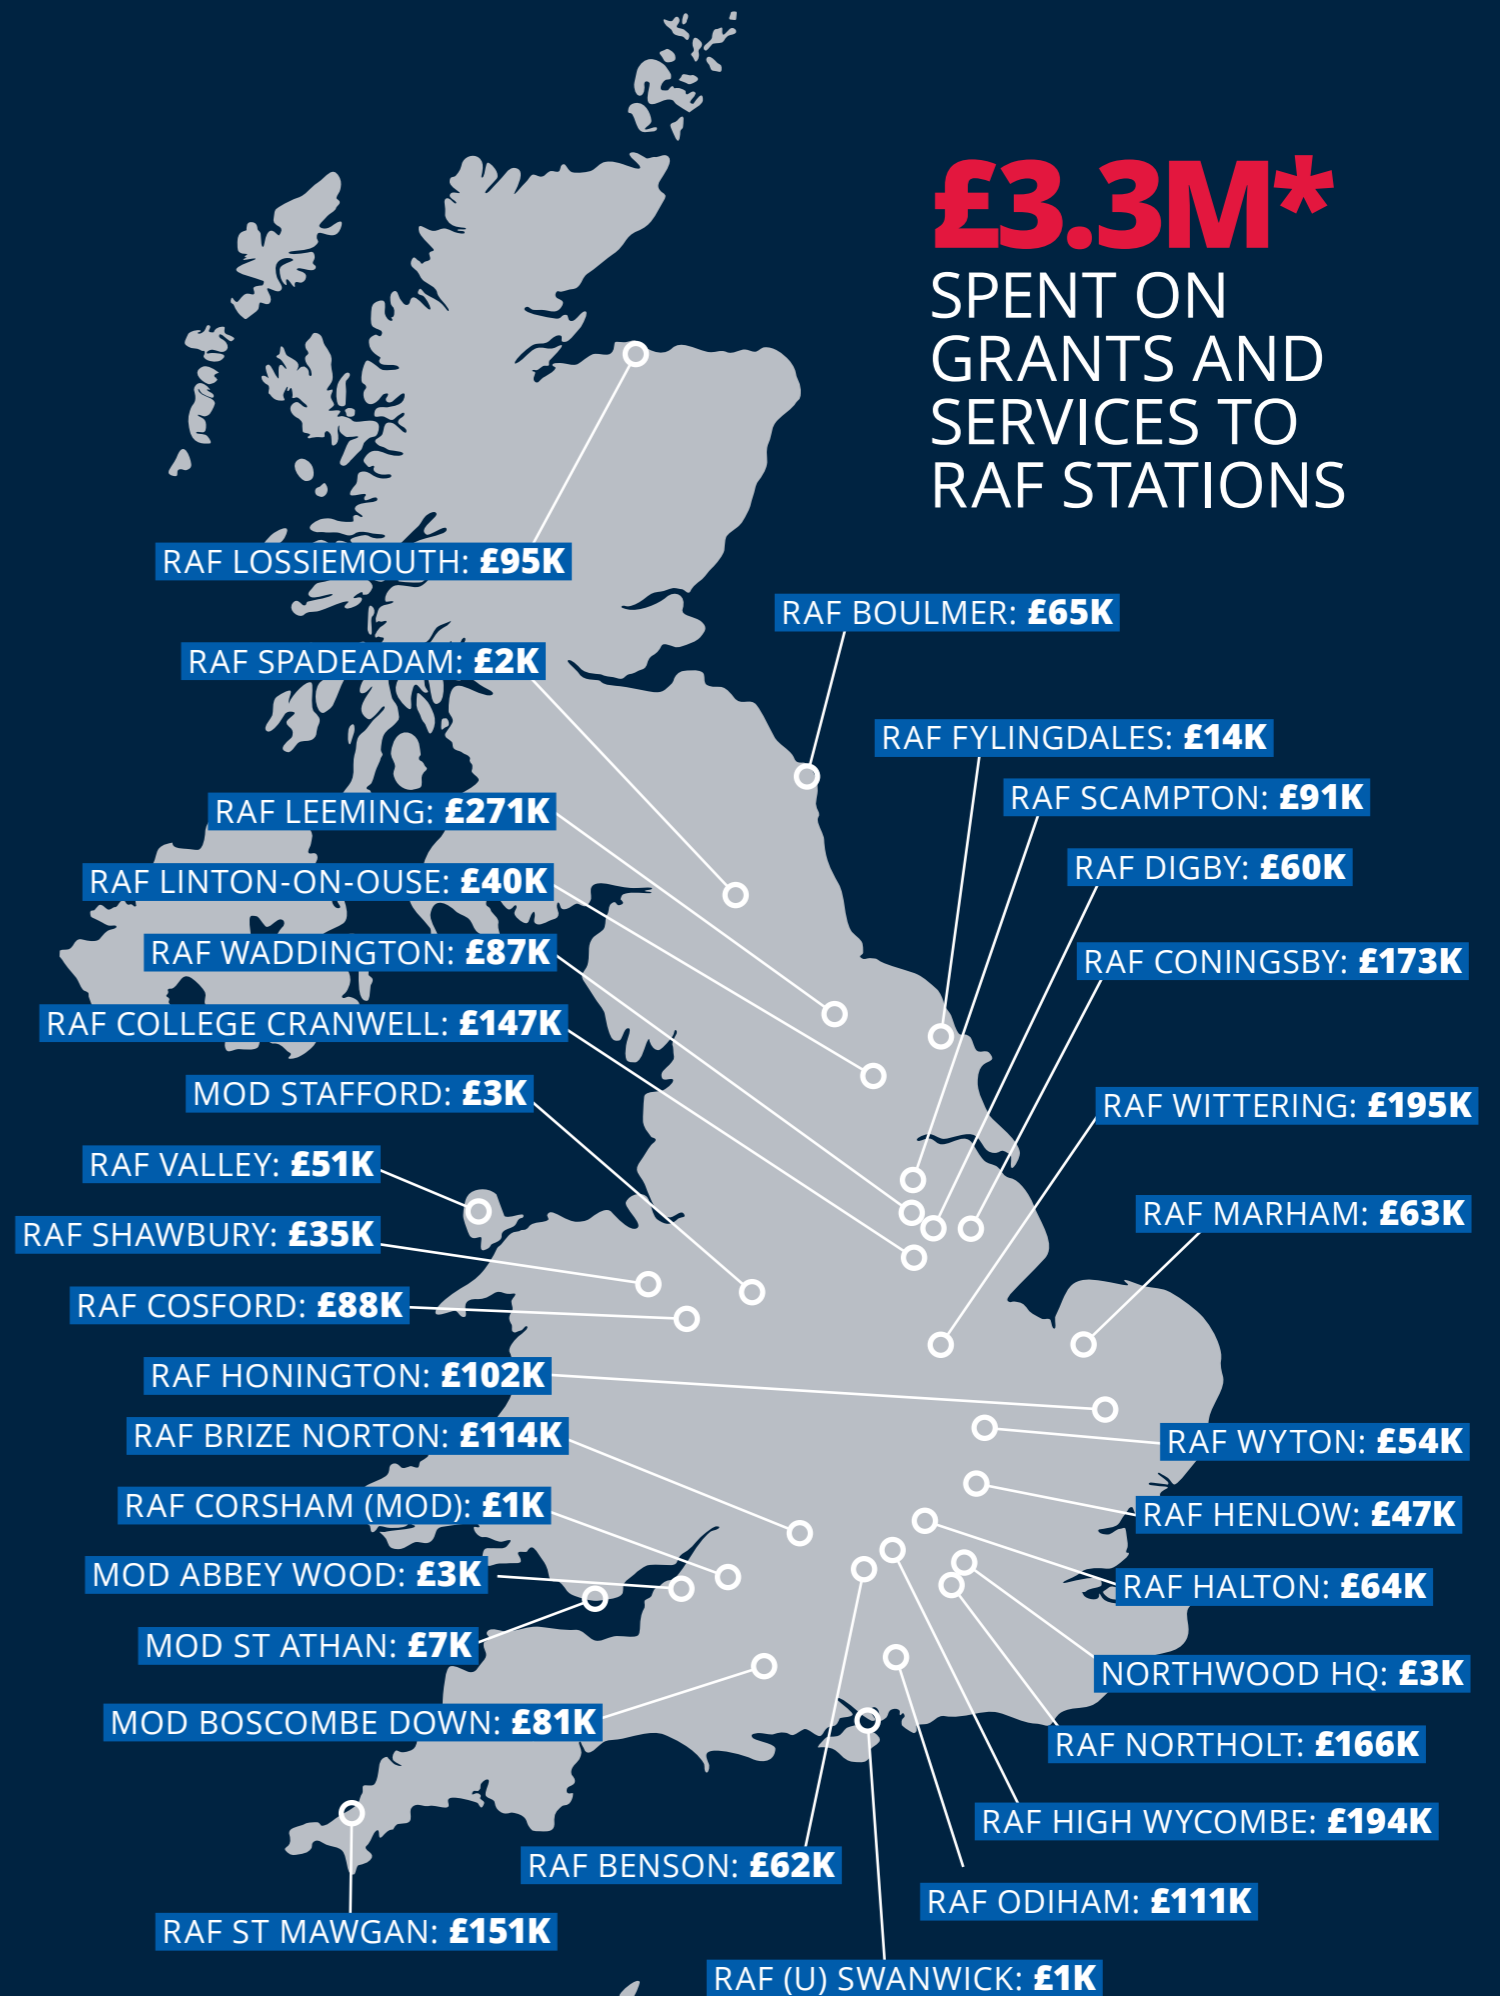 £3.3M*
SPENT ON
GRANTS AND
SERVICES TO
RAF STATIONS
RAF LOSSIEMOUTH: £95K
RAF BOULMER: £65K
RAF SPADEADAM: £2K
RAF FYLINGDALES: £14K
RAF SCAMPTON: £91K
RAF LEEMING: £271K
RAF DIGBY: £60K
RAF LINTON-ON-OUSE: £40K
RAF WADDINGTON: £87K
RAF CONINGSBY: £173K
RAF COLLEGE CRANWELL: £147K
MOD STAFFORD: £3K
RAF WITTERING: £195K
RAF VALLEY: £51K
RAF MARHAM: £63K
RAF SHAWBURY: £35K
RAF COSFORD: £88K
RAF HONINGTON: £102K
RAF BRIZE NORTON: £114K
RAF WYTON: £54K
RAF CORSHAM (MOD): £1K
RAF HENLOW: £47K
MOD ABBEY WOOD: £3K
RAF HALTON: £64K
MOD ST ATHAN: £7K
NORTHWOOD HQ: £3K
MOD BOSCOMBE DOWN: £81K
RAF NORTHOLT: £166K
RAF HIGH WYCOMBE: £194K
RAF BENSON: £62K
RAF ODIHAM: £111K
RAF ST MAWGAN: £151K
RAF (U) SWANWICK: £1K